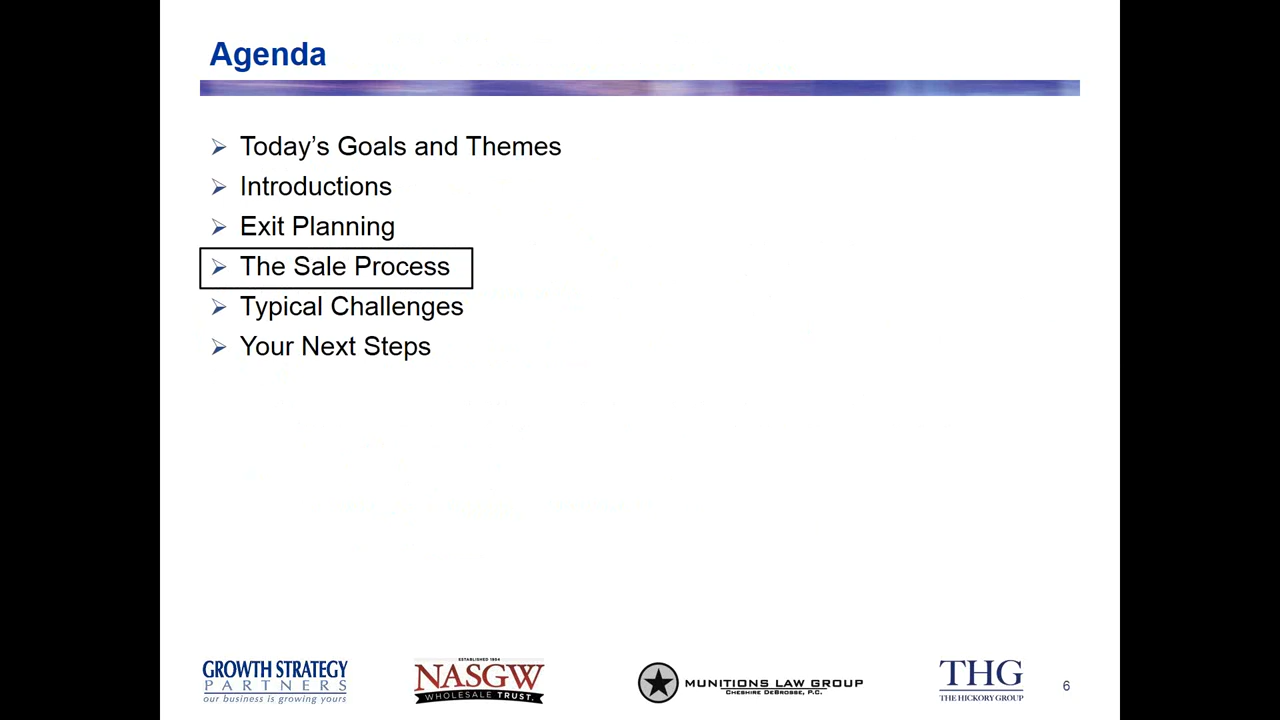 Agenda
Today’s Goals and Themes
Introductions
Exit Planning
The Sale Process
Typical Challenges
Your Next Steps
GROWTH STRATEGY
PARTNERS
our business is growing yours
ESTABLISHED 1954
NASGW
WHOLESALE TRUST.
MUNITIONS LAW GROUP
CHESHIRE DEBROSSE, P.C.
THG
THE HICKORY GROUP
6